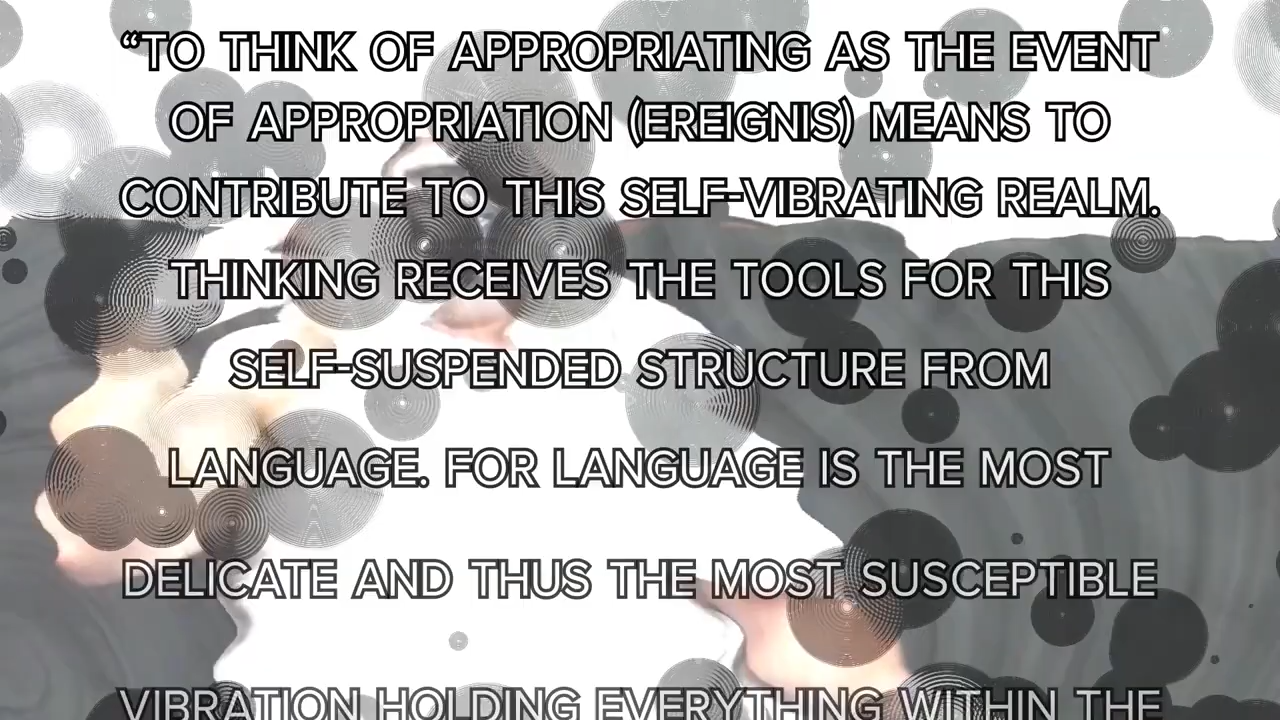 “TO THINK OF APPROPRIATING AS THE EVENT
OF APPROPRIATION (EREIGNIS) MEANS TO
CONTRIBUTE TO THIS SELF-VIBRATING REALM.
THINKING RECEIVES THE TOOLS FOR THIS
SELF-SUSPENDED STRUCTURE FROM
LANGUAGE. FOR LANGUAGE IS THE MOST
DELICATE AND THUS THE MOST SUSCEPTIBLE
VIBRATION HOLDING EVERYTHING WITHIN THE